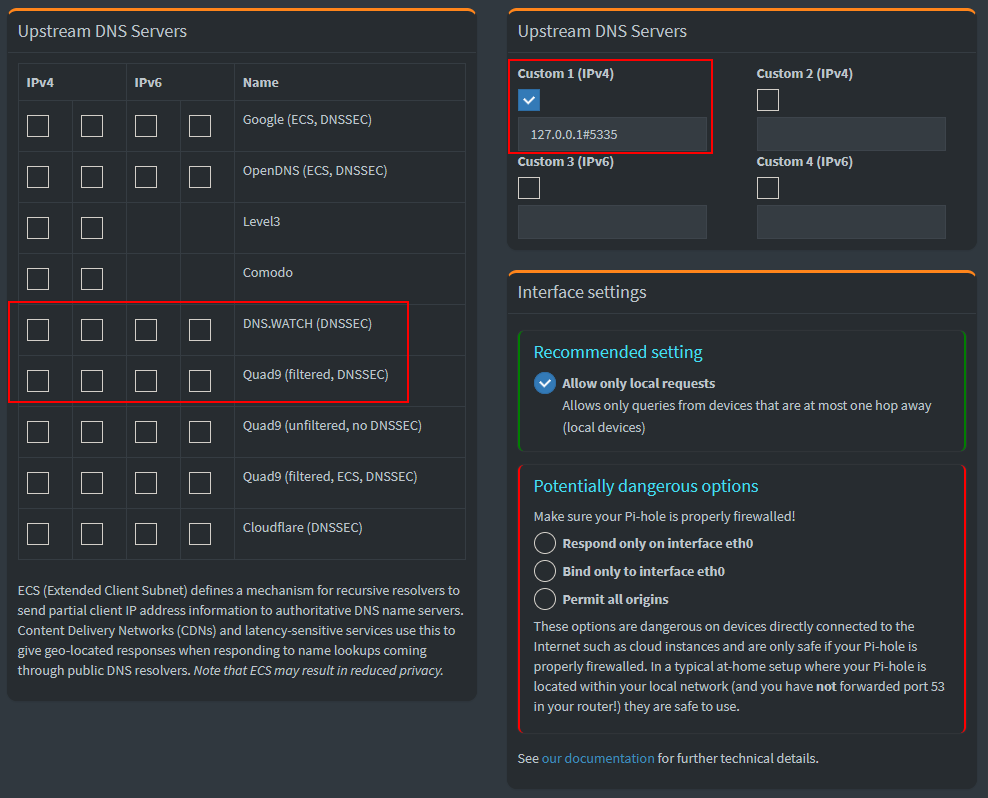 Upstream DNS Servers
IPv4 IPv6 Name
Google (ECS, DNSSEC)
OpenDNS (ECS, DNSSEC)
Level3
Comodo
DNS.WATCH (DNSSEC)
Quad9 (filtered, DNSSEC)
Quad9 (unfiltered, no DNSSEC)
Quad9 (filtered, ECS, DNSSEC)
Cloudflare (DNSSEC)
ECS (Extended Client Subnet) defines a mechanism for recursive resolvers to
send partial client IP address information to authoritative DNS name servers.
Content Delivery Networks (CDNs) and latency-sensitive services use this to
give geo-located responses when responding to name lookups coming
through public DNS resolvers. Note that ECS may result in reduced privacy.
Upstream DNS Servers
Custom 1 (IPv4)
127.0.0.1#5335
Custom 2 (IPv4)
Custom 3 (IPv6)
Custom 4 (IPv6)
Interface settings
Recommended setting
Allow only local requests
Allows only queries from devices that are at most one hop away
(local devices)
Potentially dangerous options
Make sure your Pi-hole is properly firewalled!
Respond only on interface eth0
Bind only to interface eth0
Permit all origins
These options are dangerous on devices directly connected to the
Internet such as cloud instances and are only safe if your Pi-hole is
properly firewalled. In a typical at-home setup where your Pi-hole is
located within your local network (and you have not forwarded port 53
in your router!) they are safe to use.
See our documentation for further technical details.